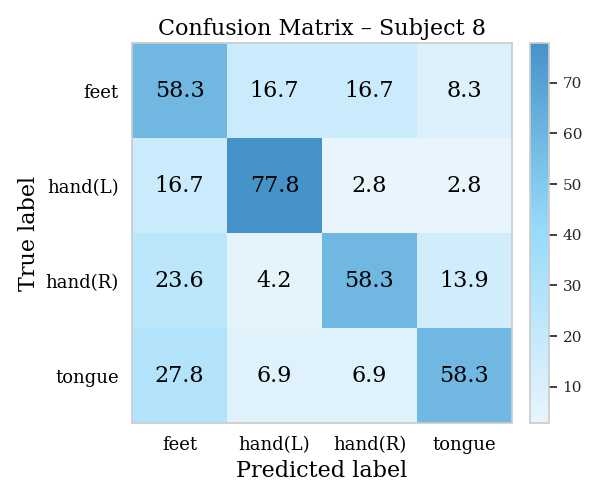 Confusion Matrix – Subject 8
True label
feet 58.3 16.7 16.7 8.3
hand(L) 16.7 77.8 2.8 2.8
hand(R) 23.6 4.2 58.3 13.9
tongue 27.8 6.9 6.9 58.3
feet hand(L) hand(R) tongue
Predicted label
70
60
50
40
30
20
10